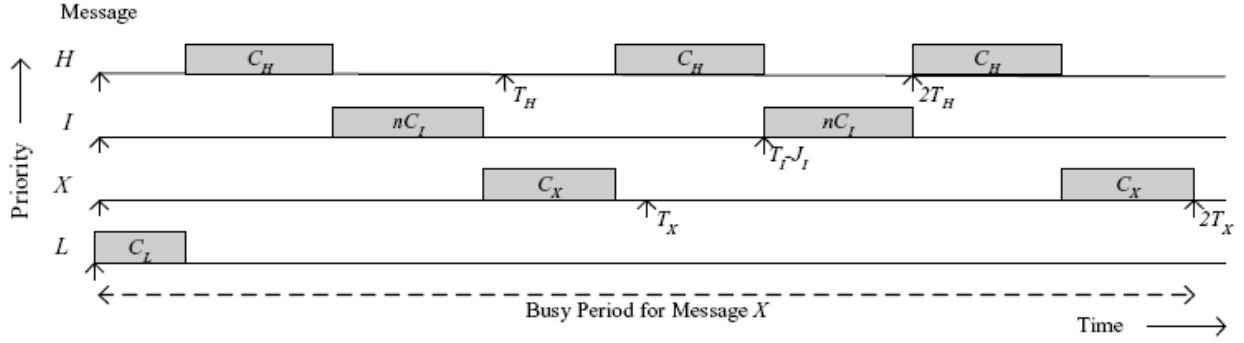 Message
H C_H C_H C_H
T_H 2T_H
I nC_I nC_I
T_I-J_I
X C_X C_X
T_X 2T_X
L C_L
Busy Period for Message X
Time
Priority